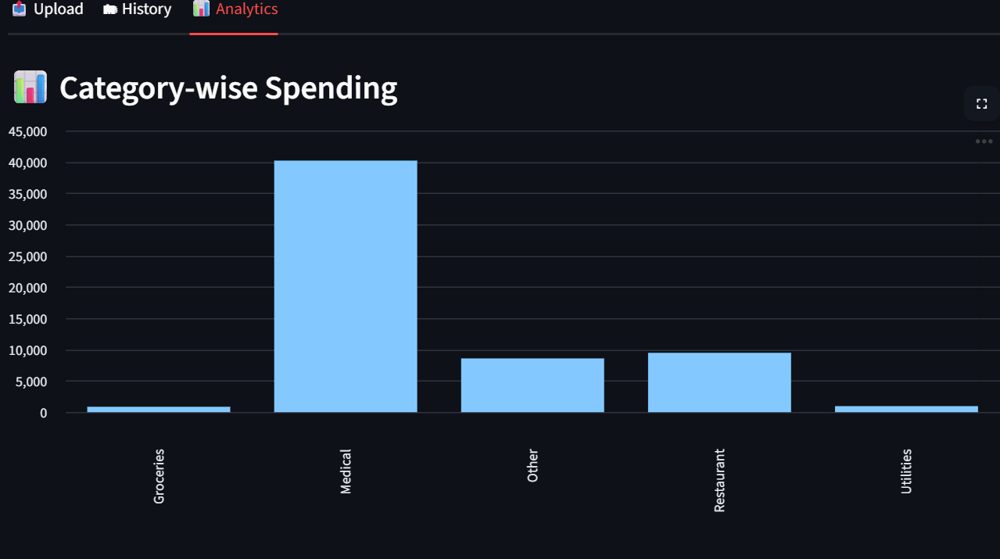 Upload History Analytics
Category-wise Spending
45,000
40,000
35,000
30,000
25,000
20,000
15,000
10,000
5,000
0
Groceries
Medical
Other
Restaurant
Utilities